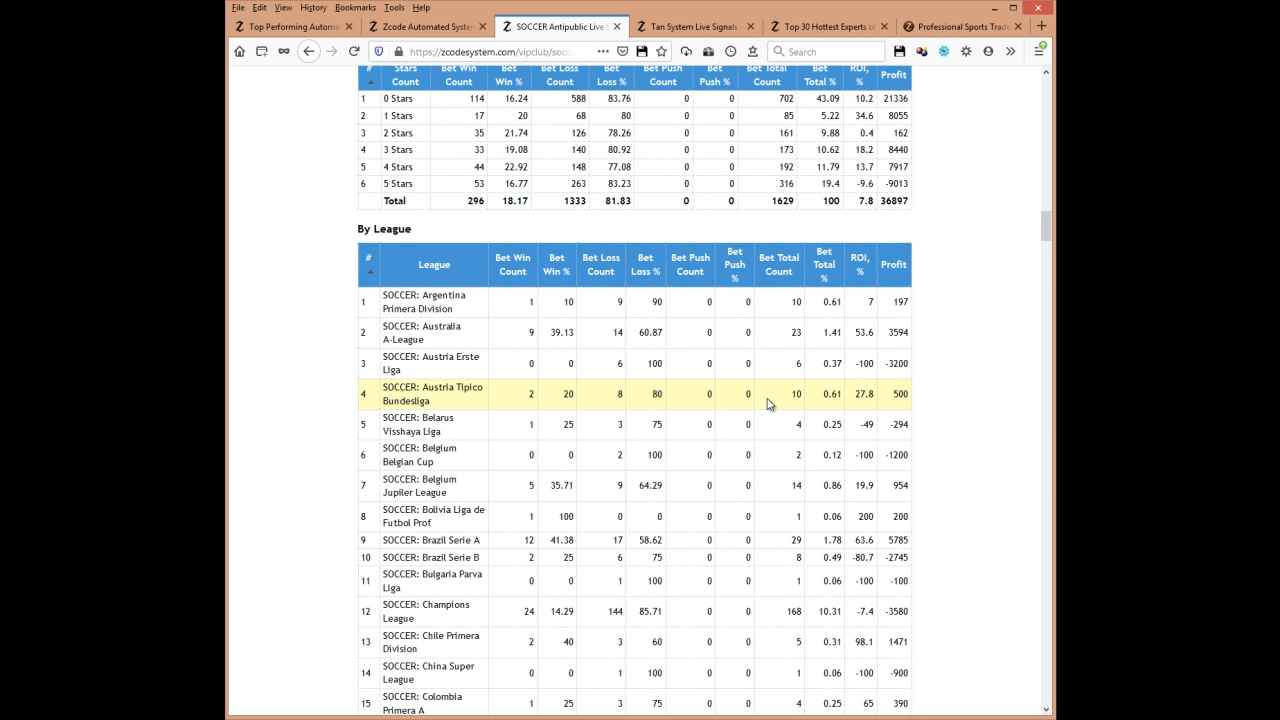 File Edit View History Bookmarks Tools Help
Top Performing Automa
Zcode Automated System
SOCCER Antipublic Live
Tan System Live Signals
Top 30 Hottest Experts of
Professional Sports Trade
https://zcodesystem.com/vipclub/socc
Search
# Stars Count Bet Win Count Bet Win % Bet Loss Count Bet Loss % Bet Push Count Bet Push % Bet Total Count Bet Total % ROI, % Profit
1 0 Stars 114 16.24 588 83.76 0 0 702 43.09 10.2 21336
2 1 Stars 17 20 68 80 0 0 85 5.22 34.6 8055
3 2 Stars 35 21.74 126 78.26 0 0 161 9.88 0.4 162
4 3 Stars 33 19.08 140 80.92 0 0 173 10.62 18.2 8440
5 4 Stars 44 22.92 148 77.08 0 0 192 11.79 13.7 7917
6 5 Stars 53 16.77 263 83.23 0 0 316 19.4 -9.6 -9013
Total 296 18.17 1333 81.83 0 0 1629 100 7.8 36897
By League
# League Bet Win Count Bet Win % Bet Loss Count Bet Loss % Bet Push Count Bet Push % Bet Total Count Bet Total % ROI, % Profit
1 SOCCER: Argentina Primera Division 1 10 9 90 0 0 10 0.61 7 197
2 SOCCER: Australia A-League 9 39.13 14 60.87 0 0 23 1.41 53.6 3594
3 SOCCER: Austria Erste Liga 0 0 6 100 0 0 6 0.37 -100 -3200
4 SOCCER: Austria Tipico Bundesliga 2 20 8 80 0 0 10 0.61 27.8 500
5 SOCCER: Belarus Visshaya Liga 1 25 3 75 0 0 4 0.25 -49 -294
6 SOCCER: Belgium Belgian Cup 0 0 2 100 0 0 2 0.12 -100 -1200
7 SOCCER: Belgium Jupiler League 5 35.71 9 64.29 0 0 14 0.86 19.9 954
8 SOCCER: Bolivia Liga de Futbol Prof 1 100 0 0 0 0 1 0.06 200 200
9 SOCCER: Brazil Serie A 12 41.38 17 58.62 0 0 29 1.78 63.6 5785
10 SOCCER: Brazil Serie B 2 25 6 75 0 0 8 0.49 -80.7 -2745
11 SOCCER: Bulgaria Parva Liga 0 0 1 100 0 0 1 0.06 -100 -100
12 SOCCER: Champions League 24 14.29 144 85.71 0 0 168 10.31 -7.4 -3580
13 SOCCER: Chile Primera Division 2 40 3 60 0 0 5 0.31 98.1 1471
14 SOCCER: China Super League 0 0 1 100 0 0 1 0.06 -100 -900
15 SOCCER: Colombia Primera A 1 25 3 75 0 0 4 0.25 65 390